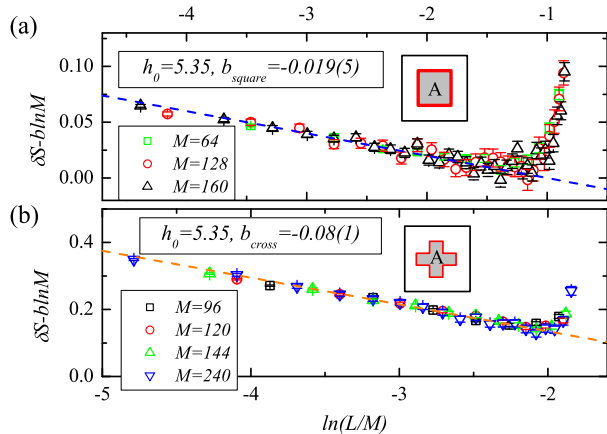 -4 -3 -2 -1
(a)
h₀=5.35, b_square=-0.019(5)
A
0.10
0.05
0.00
δS-blnM
M=64
M=128
M=160
(b)
h₀=5.35, b_cross=-0.08(1)
A
0.4
0.2
0.0
δS-blnM
M=96
M=120
M=144
M=240
-5 -4 -3 -2
ln(L/M)